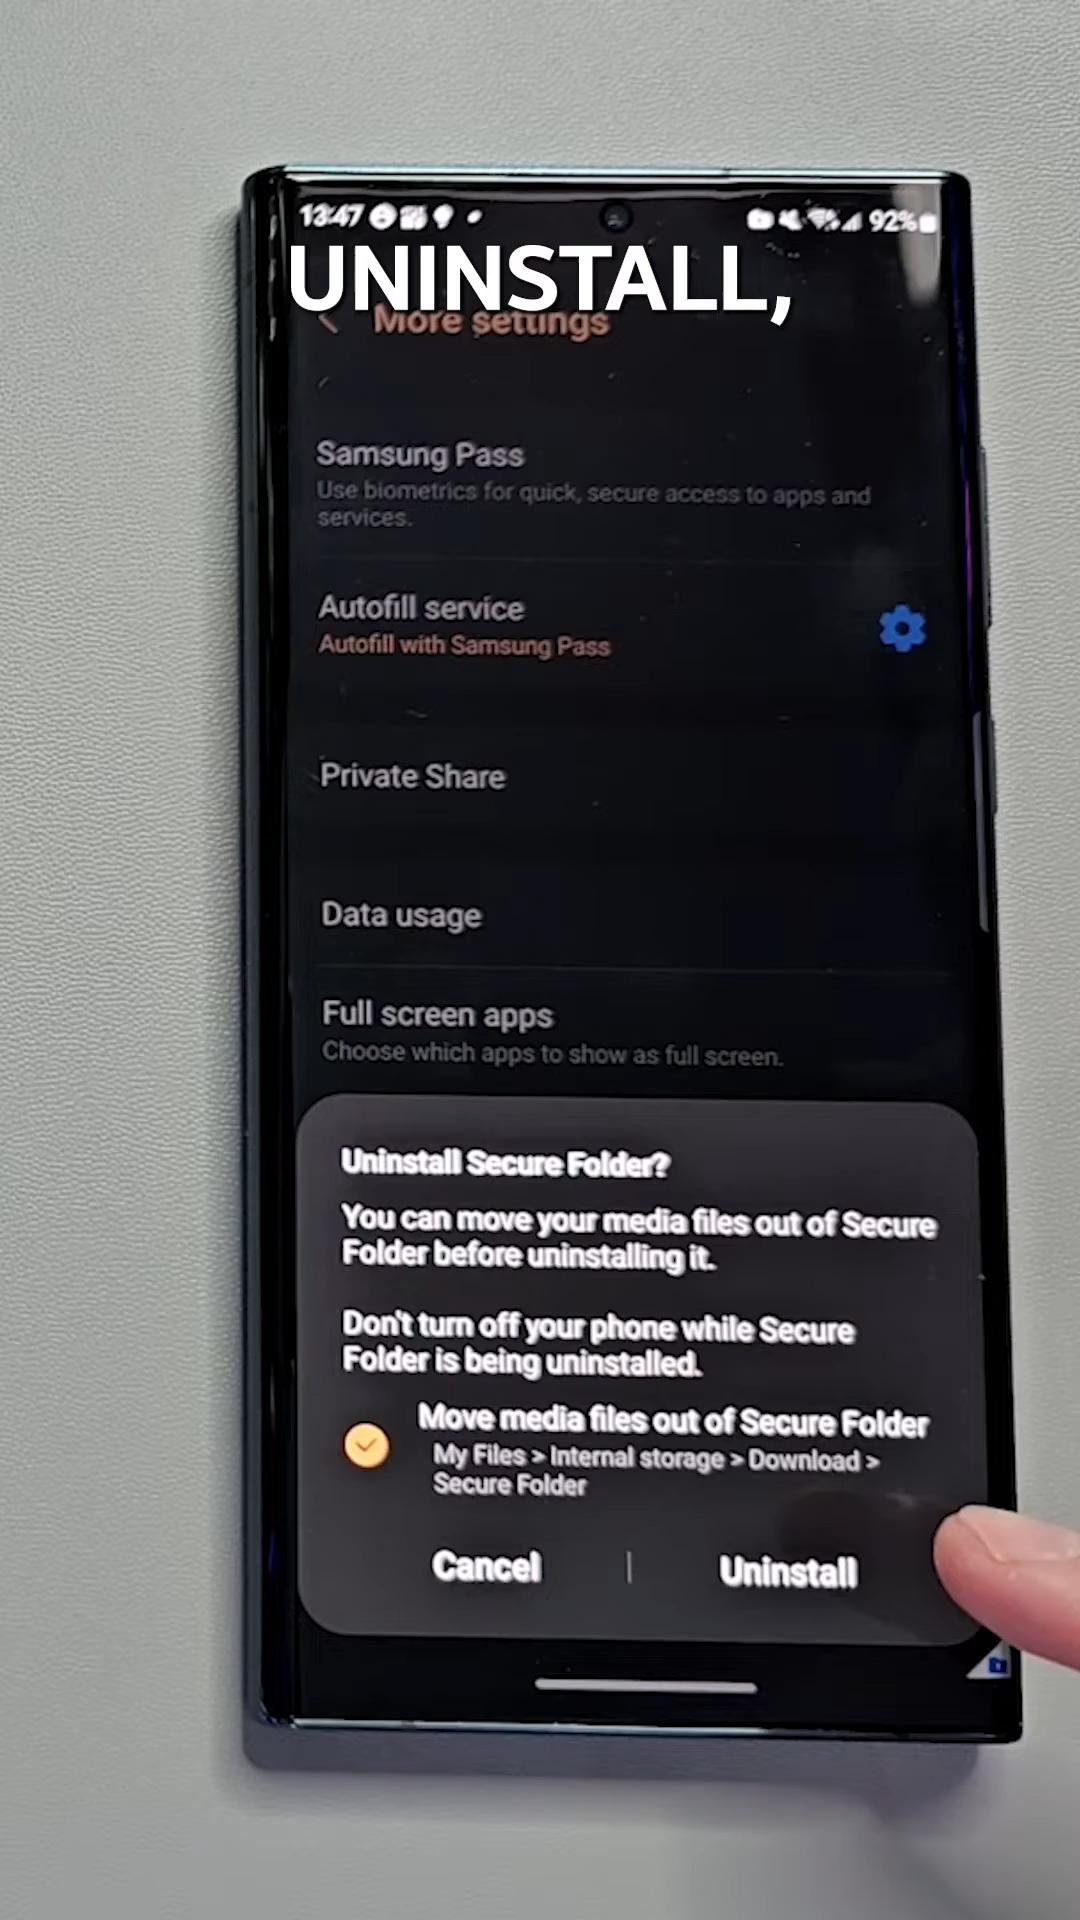 13:47
92%
UNINSTALL,
More settings
Samsung Pass
Use biometrics for quick, secure access to apps and
services.
Autofill service
Autofill with Samsung Pass
Private Share
Data usage
Full screen apps
Choose which apps to show as full screen.
Uninstall Secure Folder?
You can move your media files out of Secure
Folder before uninstalling it.
Don't turn off your phone while Secure
Folder is being uninstalled.
Move media files out of Secure Folder
My Files > Internal storage > Download >
Secure Folder
Cancel | Uninstall